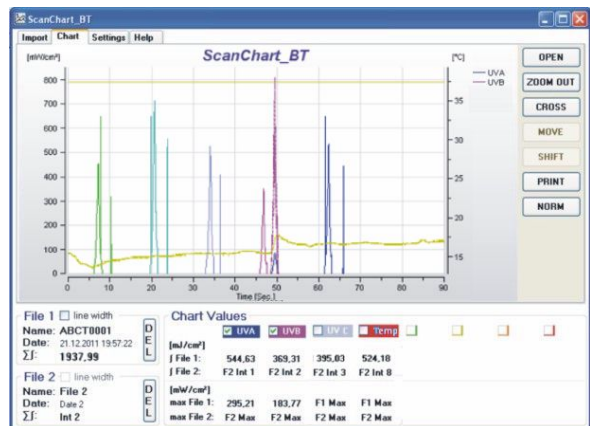 ScanChart_BT
Import Chart Settings Help
ScanChart_BT
[mW/cm²] [°C]
UVA
UVB
800
700
600
500
400
300
200
100
0
35
30
25
20
15
0 10 20 30 40 50 60 70 80 90
Time [Sec.]
OPEN
ZOOM OUT
CROSS
MOVE
SHIFT
PRINT
NORM
File 1 line width
Name: ABCT0001
Date: 21.12.2011 19:57:22
∑∫: 1937,99
DEL
File 2 line width
Name: File 2
Date: Date 2
∑∫: Int 2
DEL
Chart Values
UVA UVB UV C Temp
[mJ/cm²]
∫ File 1: 544,63 369,31 395,03 524,18
∫ File 2: F2 Int 1 F2 Int 2 F2 Int 3 F2 Int 8
[mW/cm²]
max File 1: 295,21 183,77 F1 Max F1 Max
max File 2: F2 Max F2 Max F2 Max F2 Max